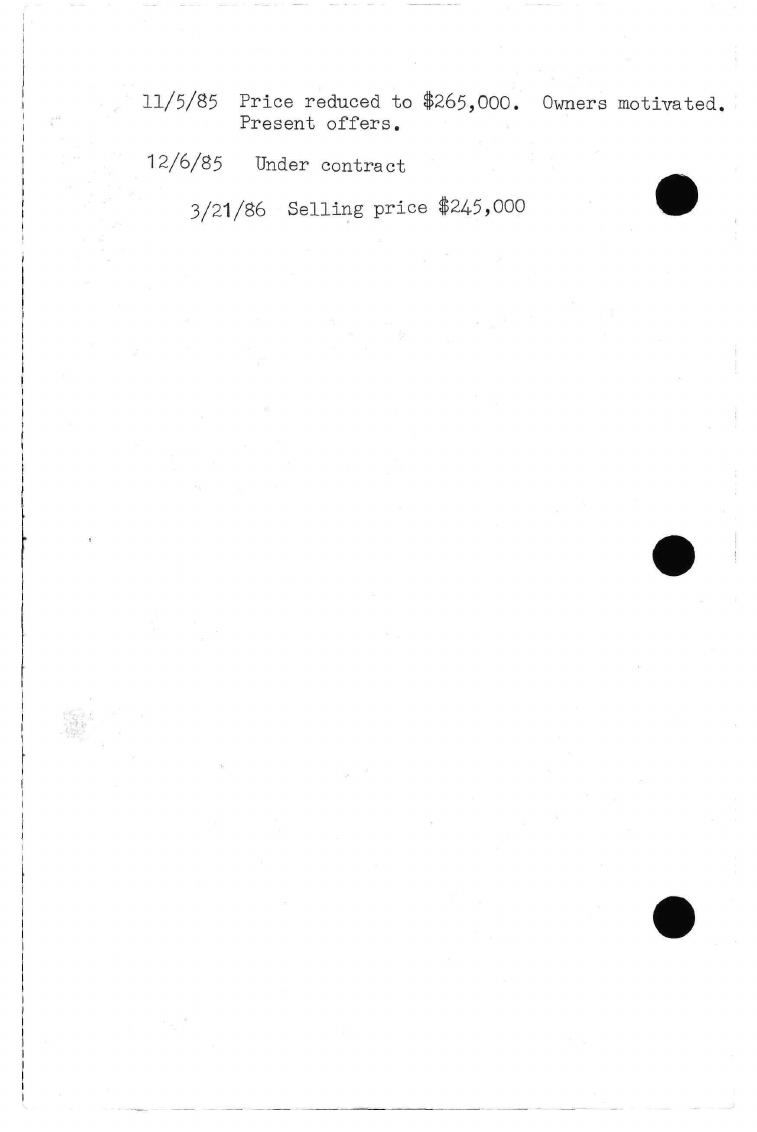 11/5/85 Price reduced to $265,000. Owners motivated.
Present offers.
12/6/85 Under contract
3/21/86 Selling price $245,000